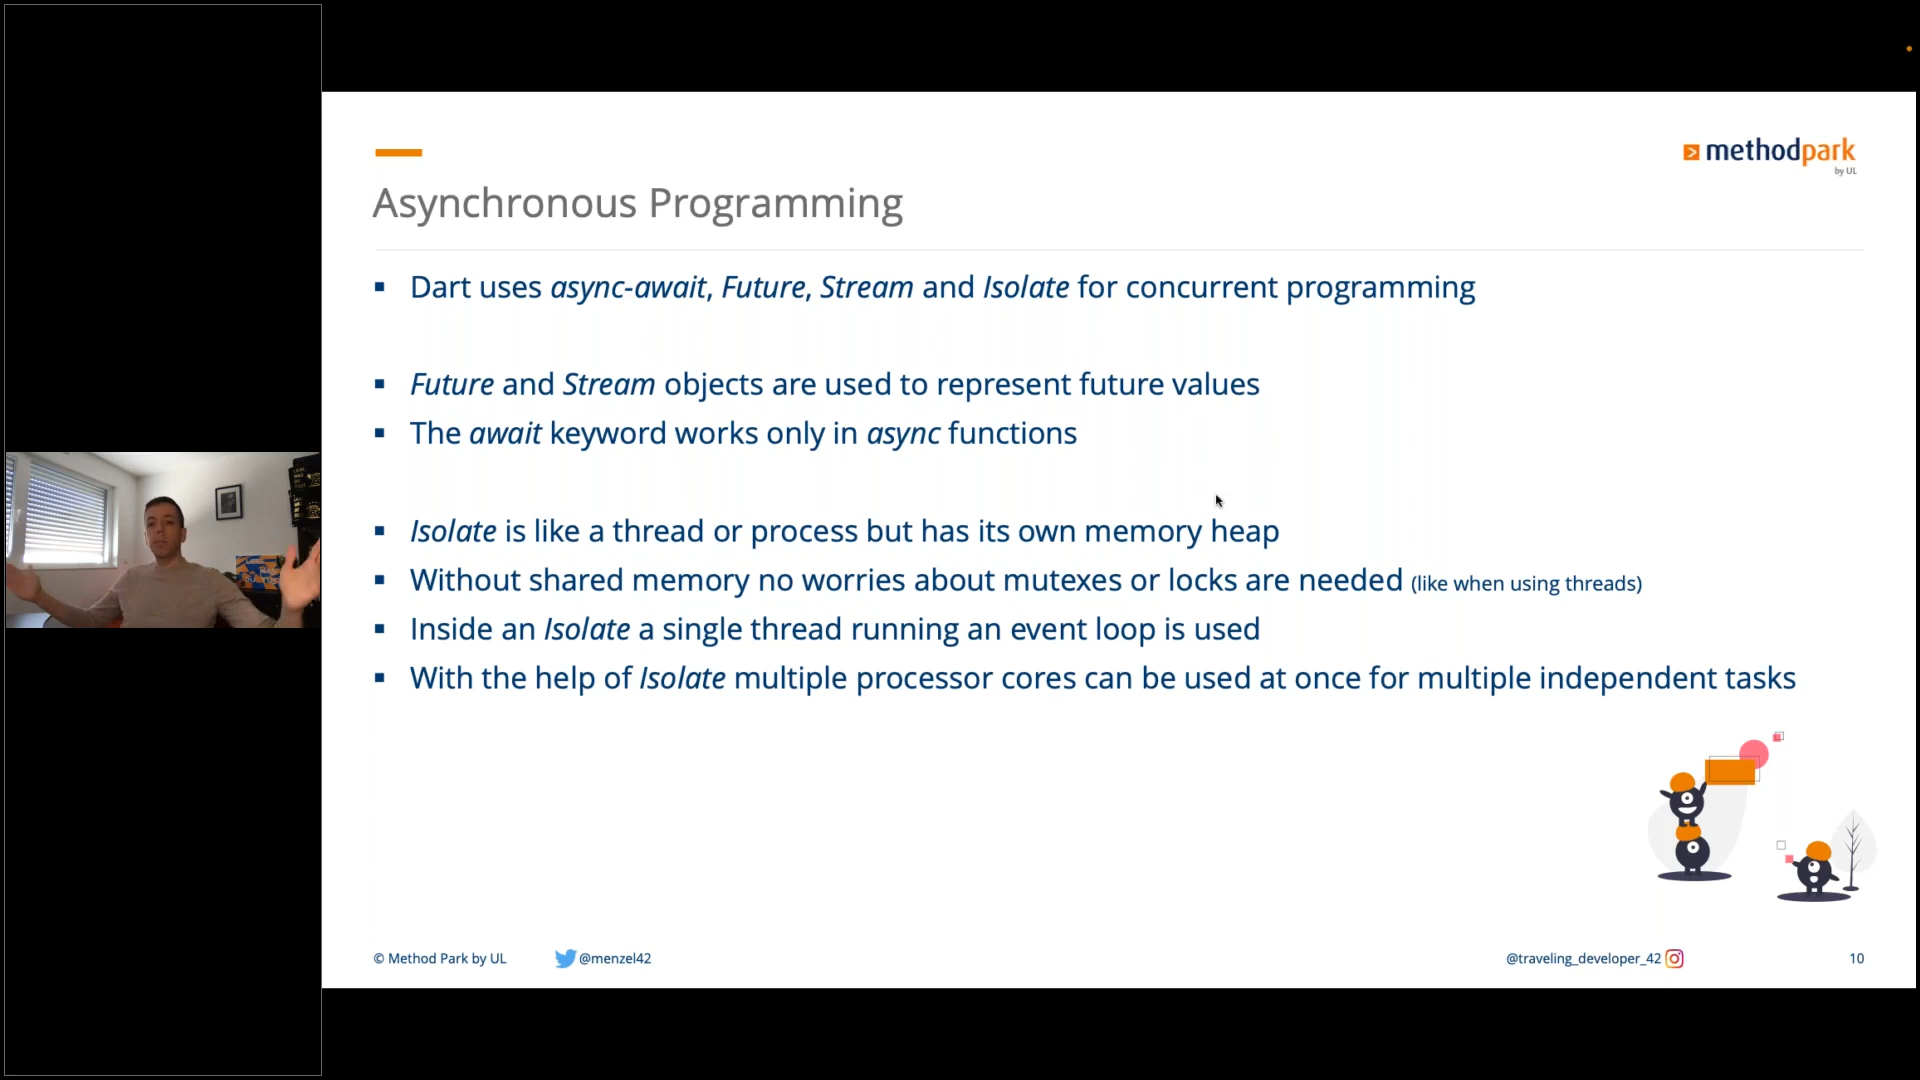 methodpark
by UL
Asynchronous Programming
▪ Dart uses async-await, Future, Stream and Isolate for concurrent programming
▪ Future and Stream objects are used to represent future values
▪ The await keyword works only in async functions
▪ Isolate is like a thread or process but has its own memory heap
▪ Without shared memory no worries about mutexes or locks are needed (like when using threads)
▪ Inside an Isolate a single thread running an event loop is used
▪ With the help of Isolate multiple processor cores can be used at once for multiple independent tasks
© Method Park by UL @menzel42 @traveling_developer_42 10